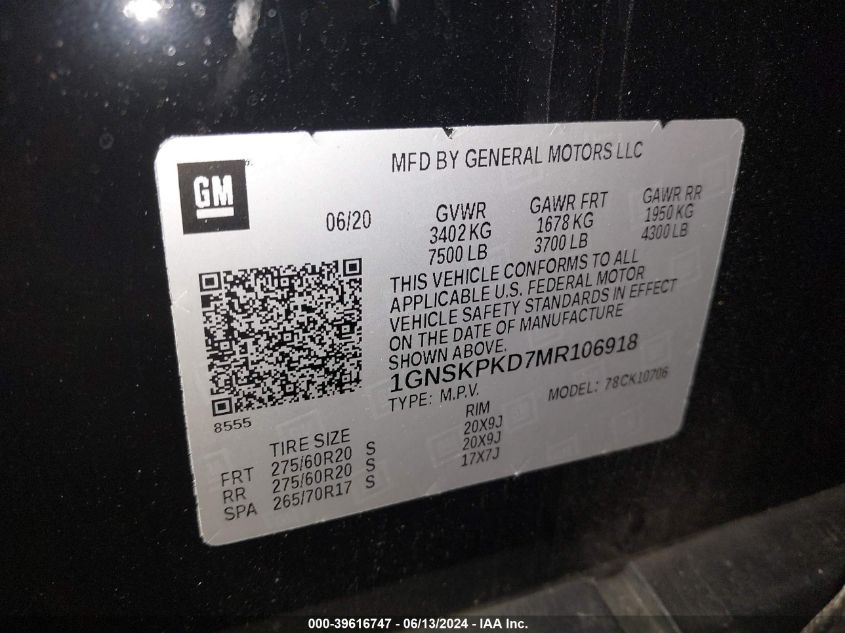 GM
MFD BY GENERAL MOTORS LLC
06/20
GVWR
3402 KG
7500 LB
GAWR FRT
1678 KG
3700 LB
GAWR RR
1950 KG
4300 LB
THIS VEHICLE CONFORMS TO ALL
APPLICABLE U.S. FEDERAL MOTOR
VEHICLE SAFETY STANDARDS IN EFFECT
ON THE DATE OF MANUFACTURE
SHOWN ABOVE.
1GNSKPKD7MR106918
TYPE: M.P.V.
MODEL: 78CK10706
8555
TIRE SIZE
RIM
FRT 275/60R20 S 20X9J
RR 275/60R20 S 20X9J
SPA 265/70R17 S 17X7J
000-39616747 - 06/13/2024 - IAA Inc.